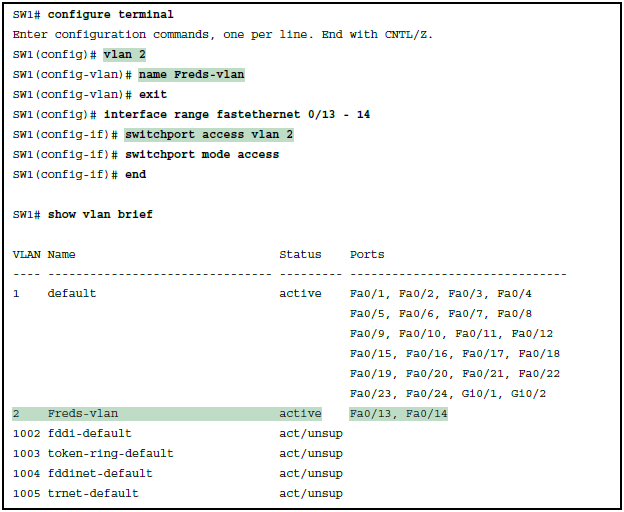 SW1# configure terminal
Enter configuration commands, one per line. End with CNTL/Z.
SW1(config)# vlan 2
SW1(config-vlan)# name Freds-vlan
SW1(config-vlan)# exit
SW1(config)# interface range fastethernet 0/13 - 14
SW1(config-if)# switchport access vlan 2
SW1(config-if)# switchport mode access
SW1(config-if)# end

SW1# show vlan brief

VLAN Name                             Status    Ports
---- -------------------------------- --------- -------------------------------
1    default                          active    Fa0/1, Fa0/2, Fa0/3, Fa0/4
                                                Fa0/5, Fa0/6, Fa0/7, Fa0/8
                                                Fa0/9, Fa0/10, Fa0/11, Fa0/12
                                                Fa0/15, Fa0/16, Fa0/17, Fa0/18
                                                Fa0/19, Fa0/20, Fa0/21, Fa0/22
                                                Fa0/23, Fa0/24, Gi0/1, Gi0/2
2    Freds-vlan                       active    Fa0/13, Fa0/14
1002 fddi-default                     act/unsup
1003 token-ring-default               act/unsup
1004 fddinet-default                  act/unsup
1005 trnet-default                    act/unsup